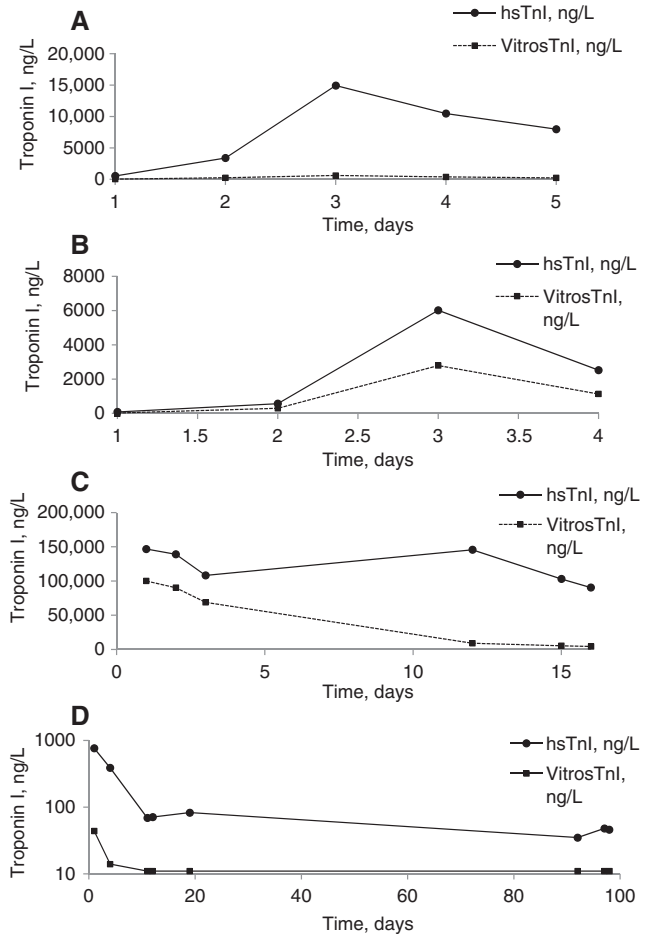 A
hsTnI, ng/L
VitrosTnI, ng/L
Troponin I, ng/L
20,000
15,000
10,000
5000
0
1 2 3 4 5
Time, days
B
hsTnI, ng/L
VitrosTnI,
ng/L
Troponin I, ng/L
8000
6000
4000
2000
0
1 1.5 2 2.5 3 3.5 4
Time, days
C
hsTnI, ng/L
VitrosTnI,
ng/L
Troponin I, ng/L
200,000
150,000
100,000
50,000
0
0 5 10 15
Time, days
D
hsTnI, ng/L
VitrosTnI,
ng/L
Troponin I, ng/L
1000
100
10
0 20 40 60 80 100
Time, days